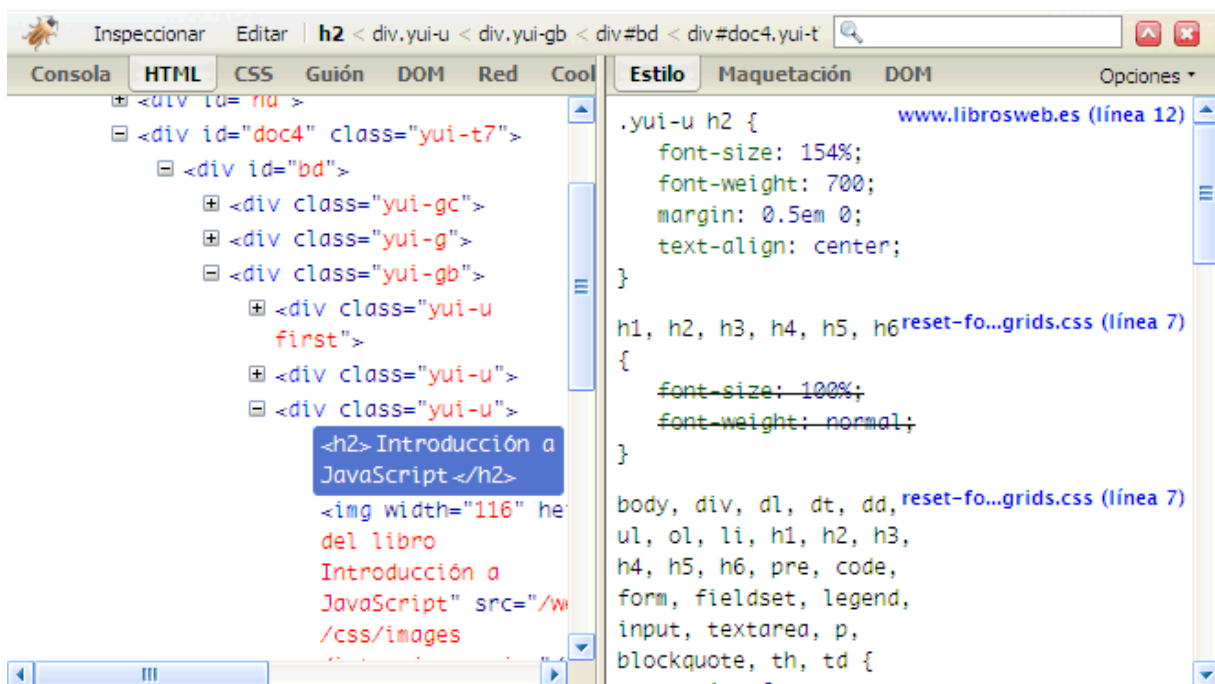 Inspeccionar Editar h2 < div.yui-u < div.yui-gb < div#bd < div#doc4.yui-t
Consola HTML CSS Guión DOM Red Cool
<div id="hd">
<div id="doc4" class="yui-t7">
<div id="bd">
<div class="yui-gc">
<div class="yui-g">
<div class="yui-gb">
<div class="yui-u
first">
<div class="yui-u">
<div class="yui-u">
<h2>Introducción a
JavaScript</h2>
<img width="116" he
del libro
Introducción a
JavaScript" src="/w
/css/images
Estilo Maquetación DOM Opciones
.yui-u h2 { www.librosweb.es (línea 12)
font-size: 154%;
font-weight: 700;
margin: 0.5em 0;
text-align: center;
}
h1, h2, h3, h4, h5, h6 reset-fo...grids.css (línea 7)
{
font-size: 100%;
font-weight: normal;
}
body, div, dl, dt, dd, reset-fo...grids.css (línea 7)
ul, ol, li, h1, h2, h3,
h4, h5, h6, pre, code,
form, fieldset, legend,
input, textarea, p,
blockquote, th, td {